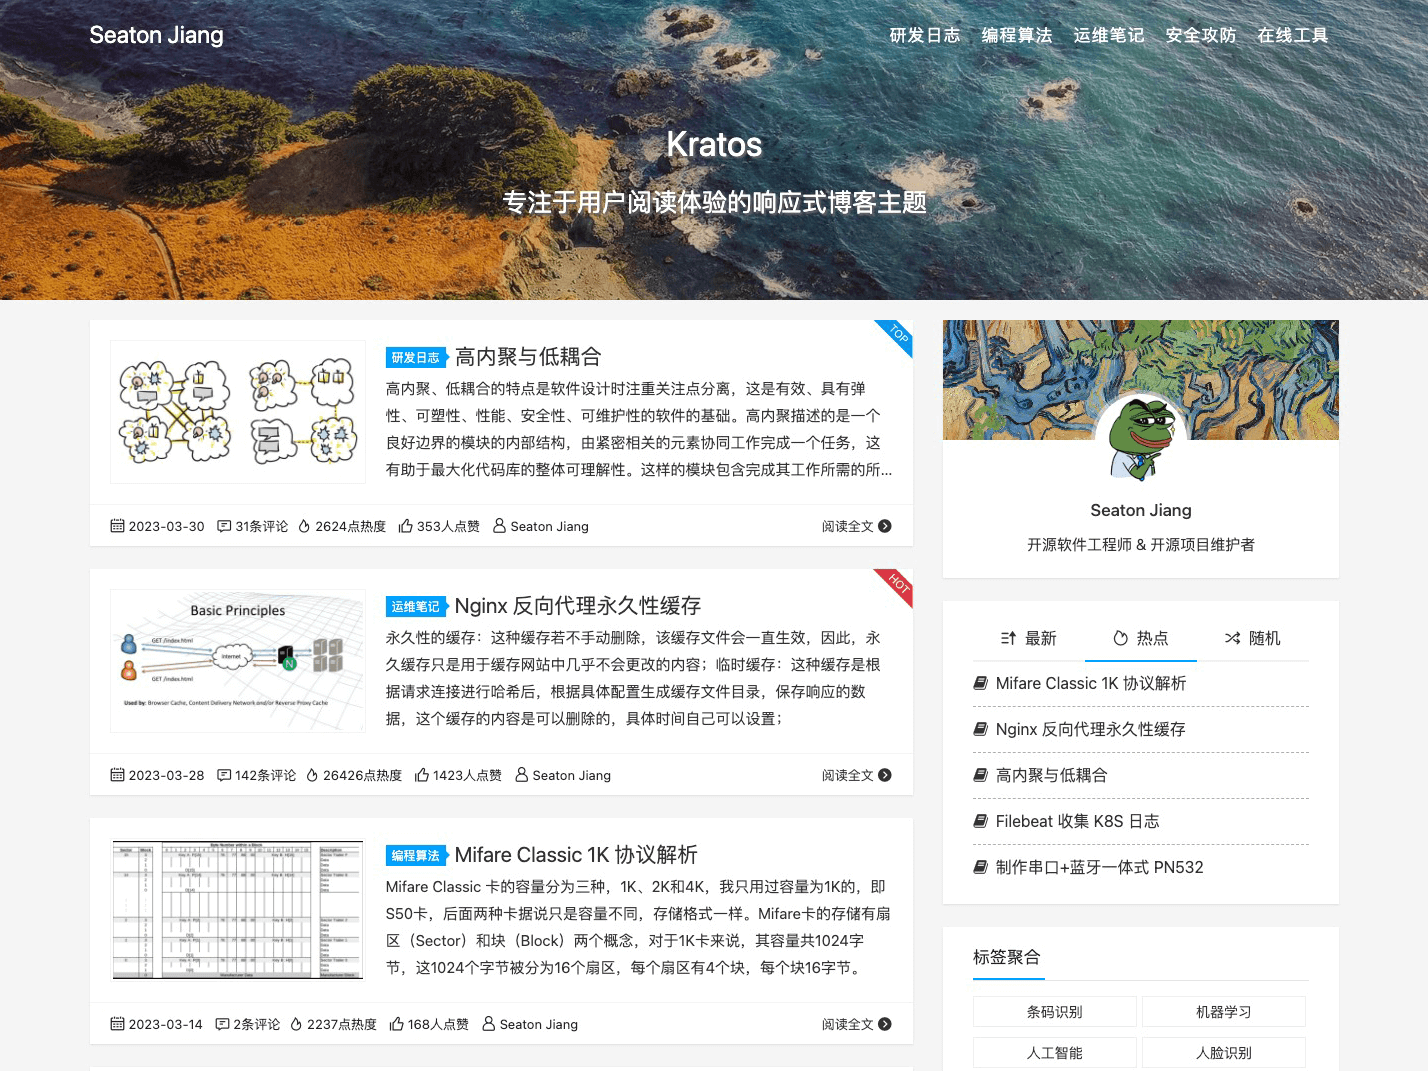 Seaton Jiang
研发日志 编程算法 运维笔记 安全攻防 在线工具
Kratos
专注于用户阅读体验的响应式博客主题
TOP
研发日志 高内聚与低耦合
高内聚、低耦合的特点是软件设计时注重关注点分离，这是有效、具有弹
性、可塑性、性能、安全性、可维护性的软件的基础。高内聚描述的是一个
良好边界的模块的内部结构，由紧密相关的元素协同工作完成一个任务，这
有助于最大化代码库的整体可理解性。这样的模块包含完成其工作所需的所...
2023-03-30 31条评论 2624点热度 353人点赞 Seaton Jiang 阅读全文
HOT
Basic Principles
GET /index.html
Internet
N
GET /index.html
Used by: Browser Cache, Content Delivery Network and/or Reverse Proxy Cache
运维笔记 Nginx 反向代理永久性缓存
永久性的缓存：这种缓存若不手动删除，该缓存文件会一直生效，因此，永
久缓存只是用于缓存网站中几乎不会更改的内容；临时缓存：这种缓存是根
据请求连接进行哈希后，根据具体配置生成缓存文件目录，保存响应的数
据，这个缓存的内容是可以删除的，具体时间自己可以设置；
2023-03-28 142条评论 26426点热度 1423人点赞 Seaton Jiang 阅读全文
Byte Number within a Block
Sector Block Description
编程算法 Mifare Classic 1K 协议解析
Mifare Classic 卡的容量分为三种，1K、2K和4K，我只用过容量为1K的，即
S50卡，后面两种卡据说只是容量不同，存储格式一样。Mifare卡的存储有扇
区（Sector）和块（Block）两个概念，对于1K卡来说，其容量共1024字
节，这1024个字节被分为16个扇区，每个扇区有4个块，每个块16字节。
2023-03-14 2条评论 2237点热度 168人点赞 Seaton Jiang 阅读全文
Seaton Jiang
开源软件工程师 & 开源项目维护者
最新 热点 随机
Mifare Classic 1K 协议解析
Nginx 反向代理永久性缓存
高内聚与低耦合
Filebeat 收集 K8S 日志
制作串口+蓝牙一体式 PN532
标签聚合
条码识别 机器学习
人工智能 人脸识别